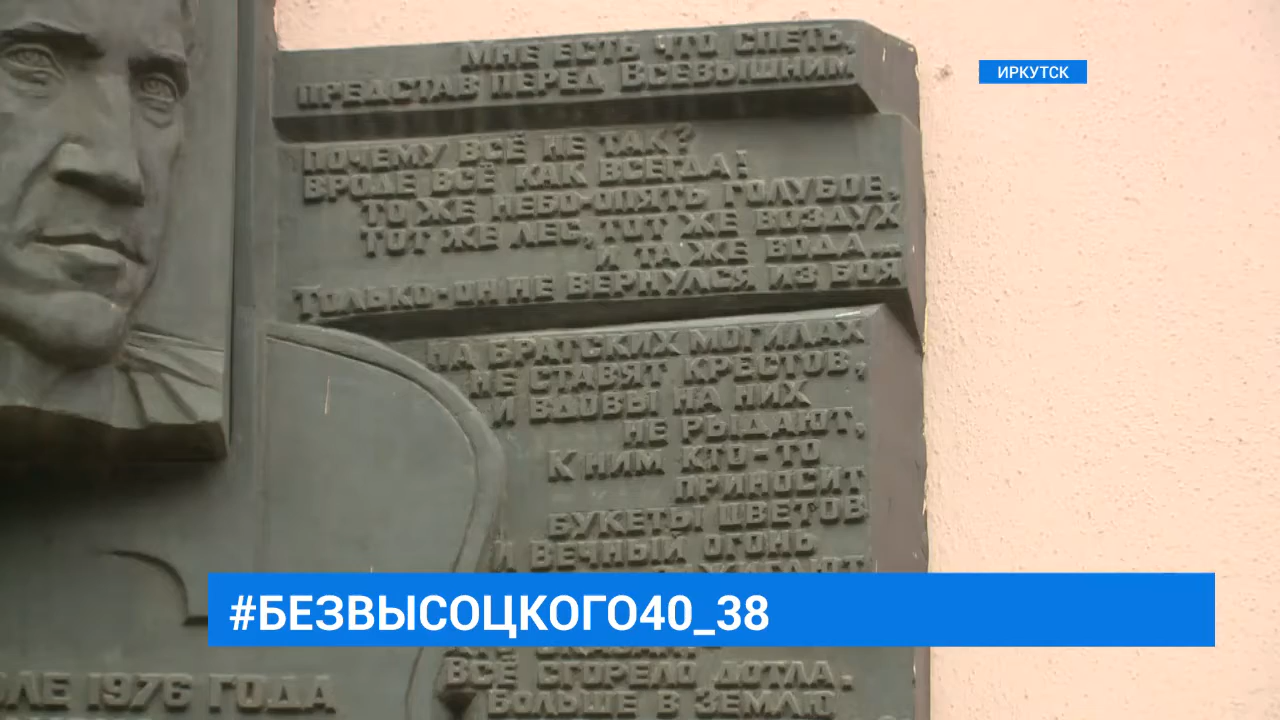 МНЕ ЕСТЬ ЧТО СПЕТЬ,
ПРЕДСТАВ ПЕРЕД ВСЕВЫШНИМ
ИРКУТСК
ПОЧЕМУ ВСЁ НЕ ТАК?
ВРОДЕ ВСЁ КАК ВСЕГДА!
ТО ЖЕ НЕБО-ОПЯТЬ ГОЛУБОЕ,
ТОТ ЖЕ ЛЕС, ТОТ ЖЕ ВОЗДУХ
И ТА ЖЕ ВОДА...
ТОЛЬКО-ОН НЕ ВЕРНУЛСЯ ИЗ БОЯ
НА БРАТСКИХ МОГИЛАХ
НЕ СТАВЯТ КРЕСТОВ,
И ВДОВЫ НА НИХ
НЕ РЫДАЮТ,
К НИМ КТО-ТО
ПРИНОСИТ
БУКЕТЫ ЦВЕТОВ
И ВЕЧНЫЙ ОГОНЬ
#БЕЗВЫСОЦКОГО40_38
ВСЁ СГОРЕЛО ДОТЛА.
БОЛЬШЕ В ЗЕМЛЮ
ОЛЕ 1976 ГОДА